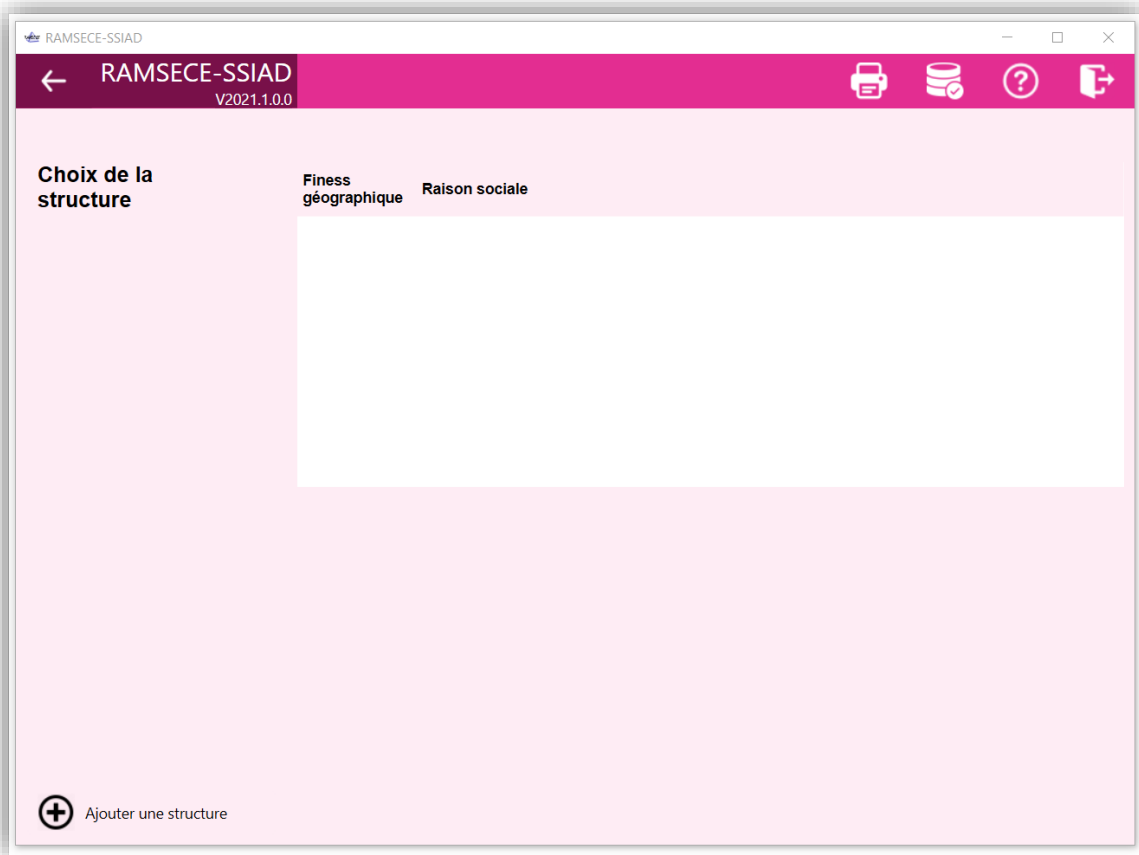 RAMSECE-SSIAD
RAMSECE-SSIAD
V2021.1.0.0
Choix de la
structure
Finess
géographique
Raison sociale
Ajouter une structure